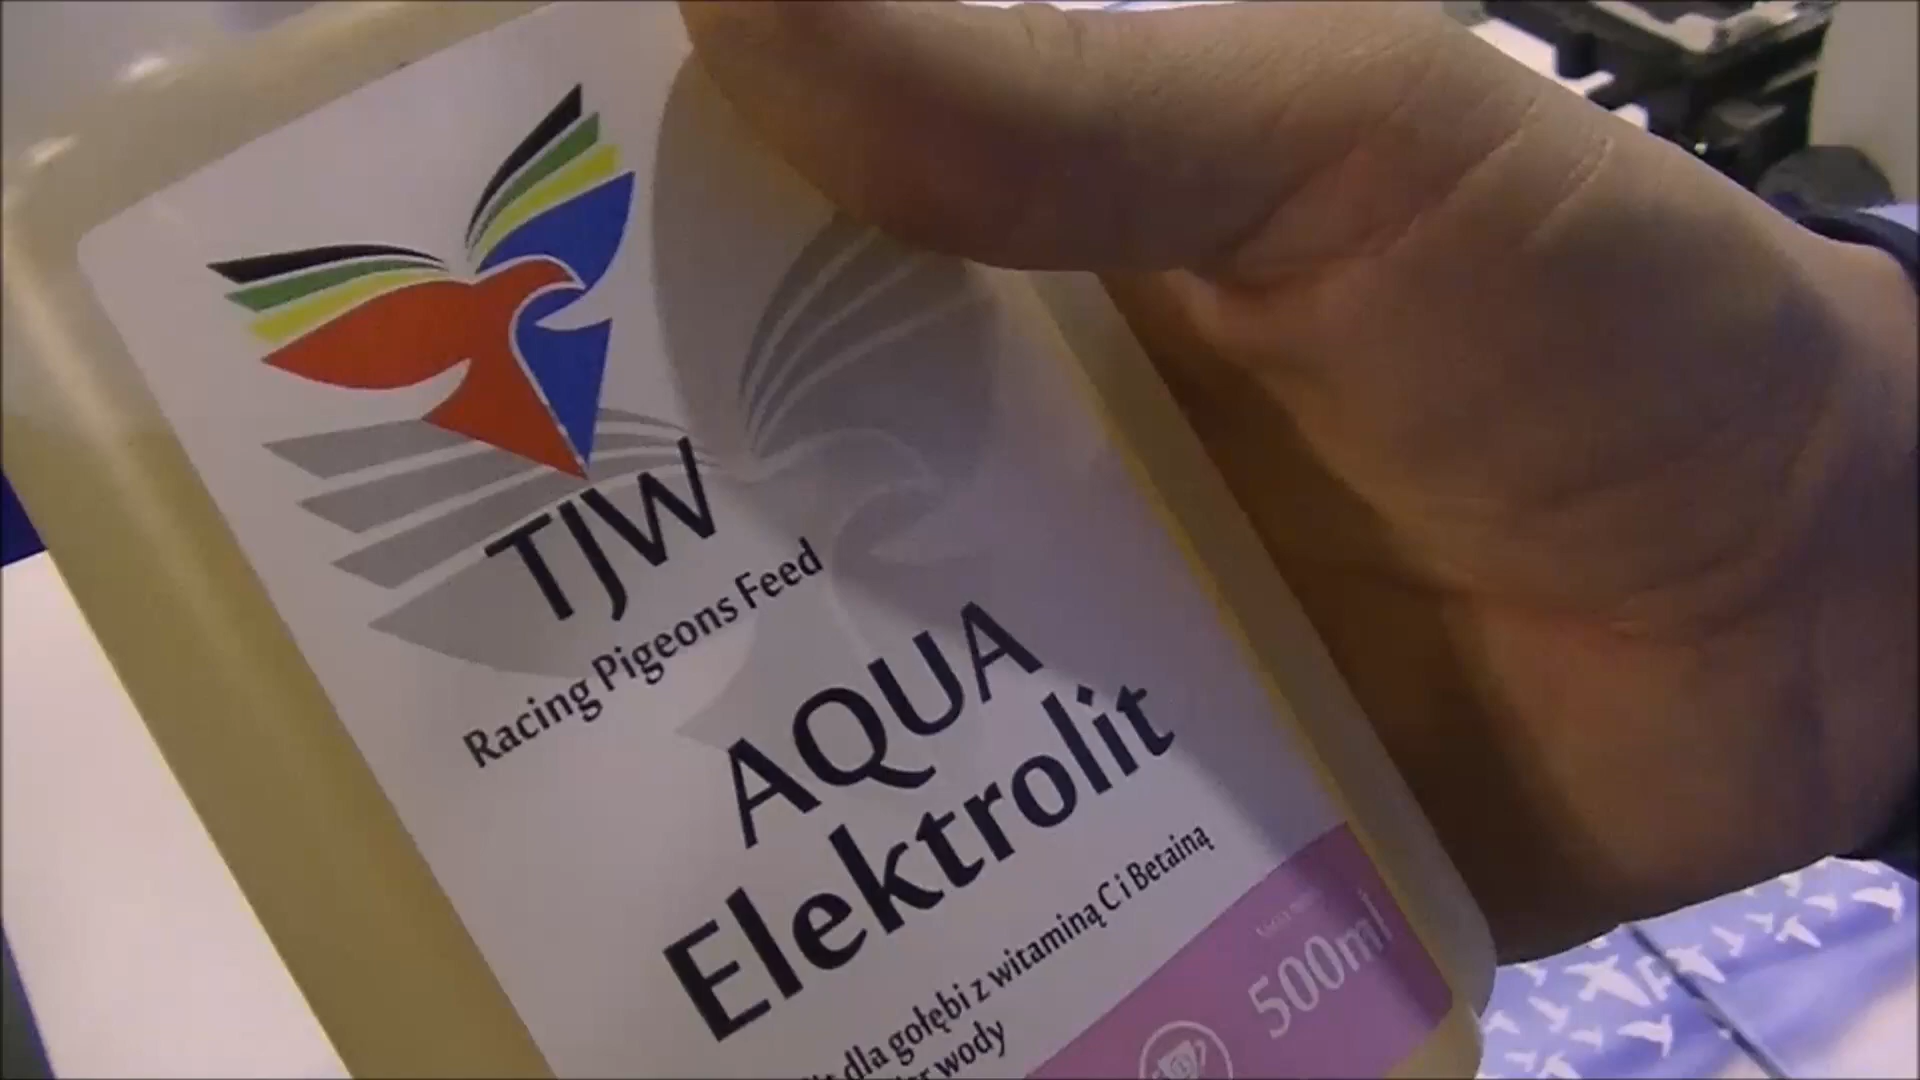 TJW
Racing Pigeons Feed
AQUA
Elektrolit
dla gołębi z witaminą C i Betainą
wody
500ml